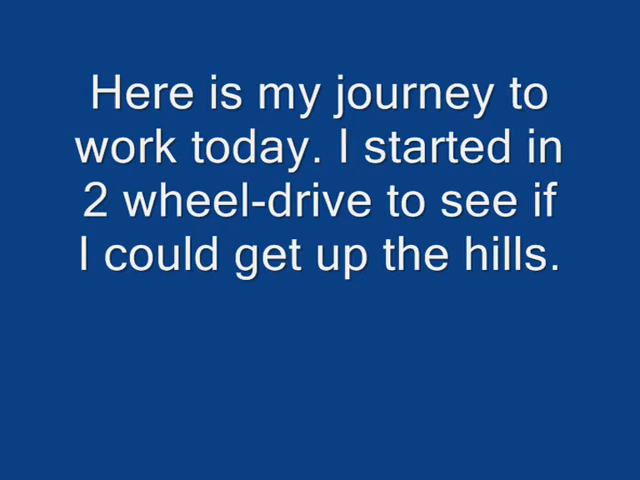 Here is my journey to
work today. I started in
2 wheel-drive to see if
I could get up the hills.